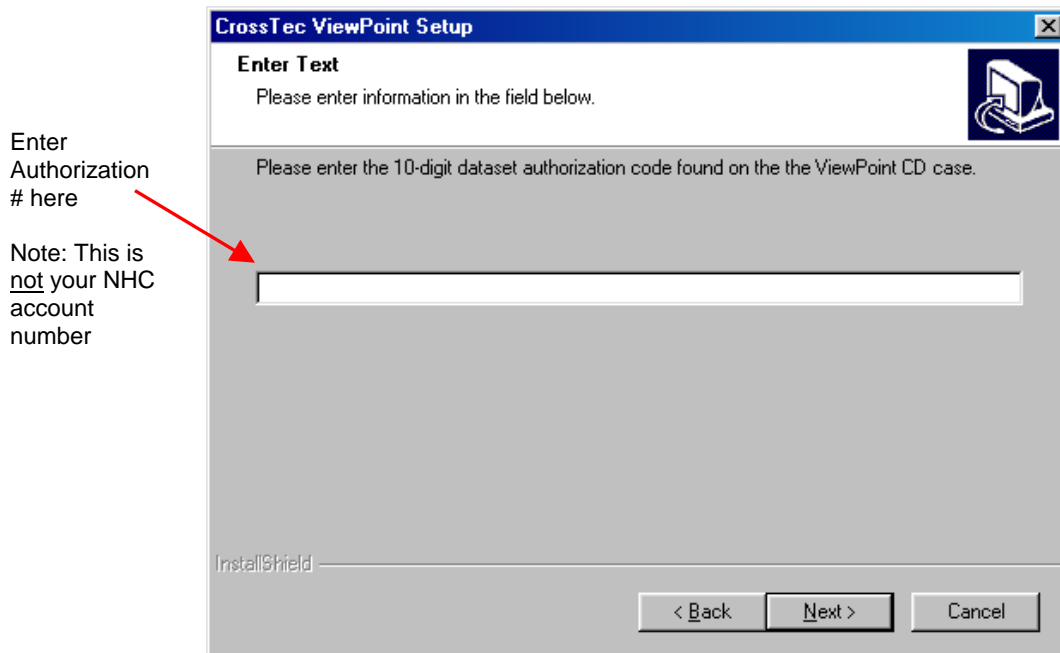 CrossTec ViewPoint Setup
Enter Text
Please enter information in the field below.
Enter
Authorization
# here
Note: This is
not your NHC
account
number
Please enter the 10-digit dataset authorization code found on the the ViewPoint CD case.
InstallShield
< Back
Next >
Cancel